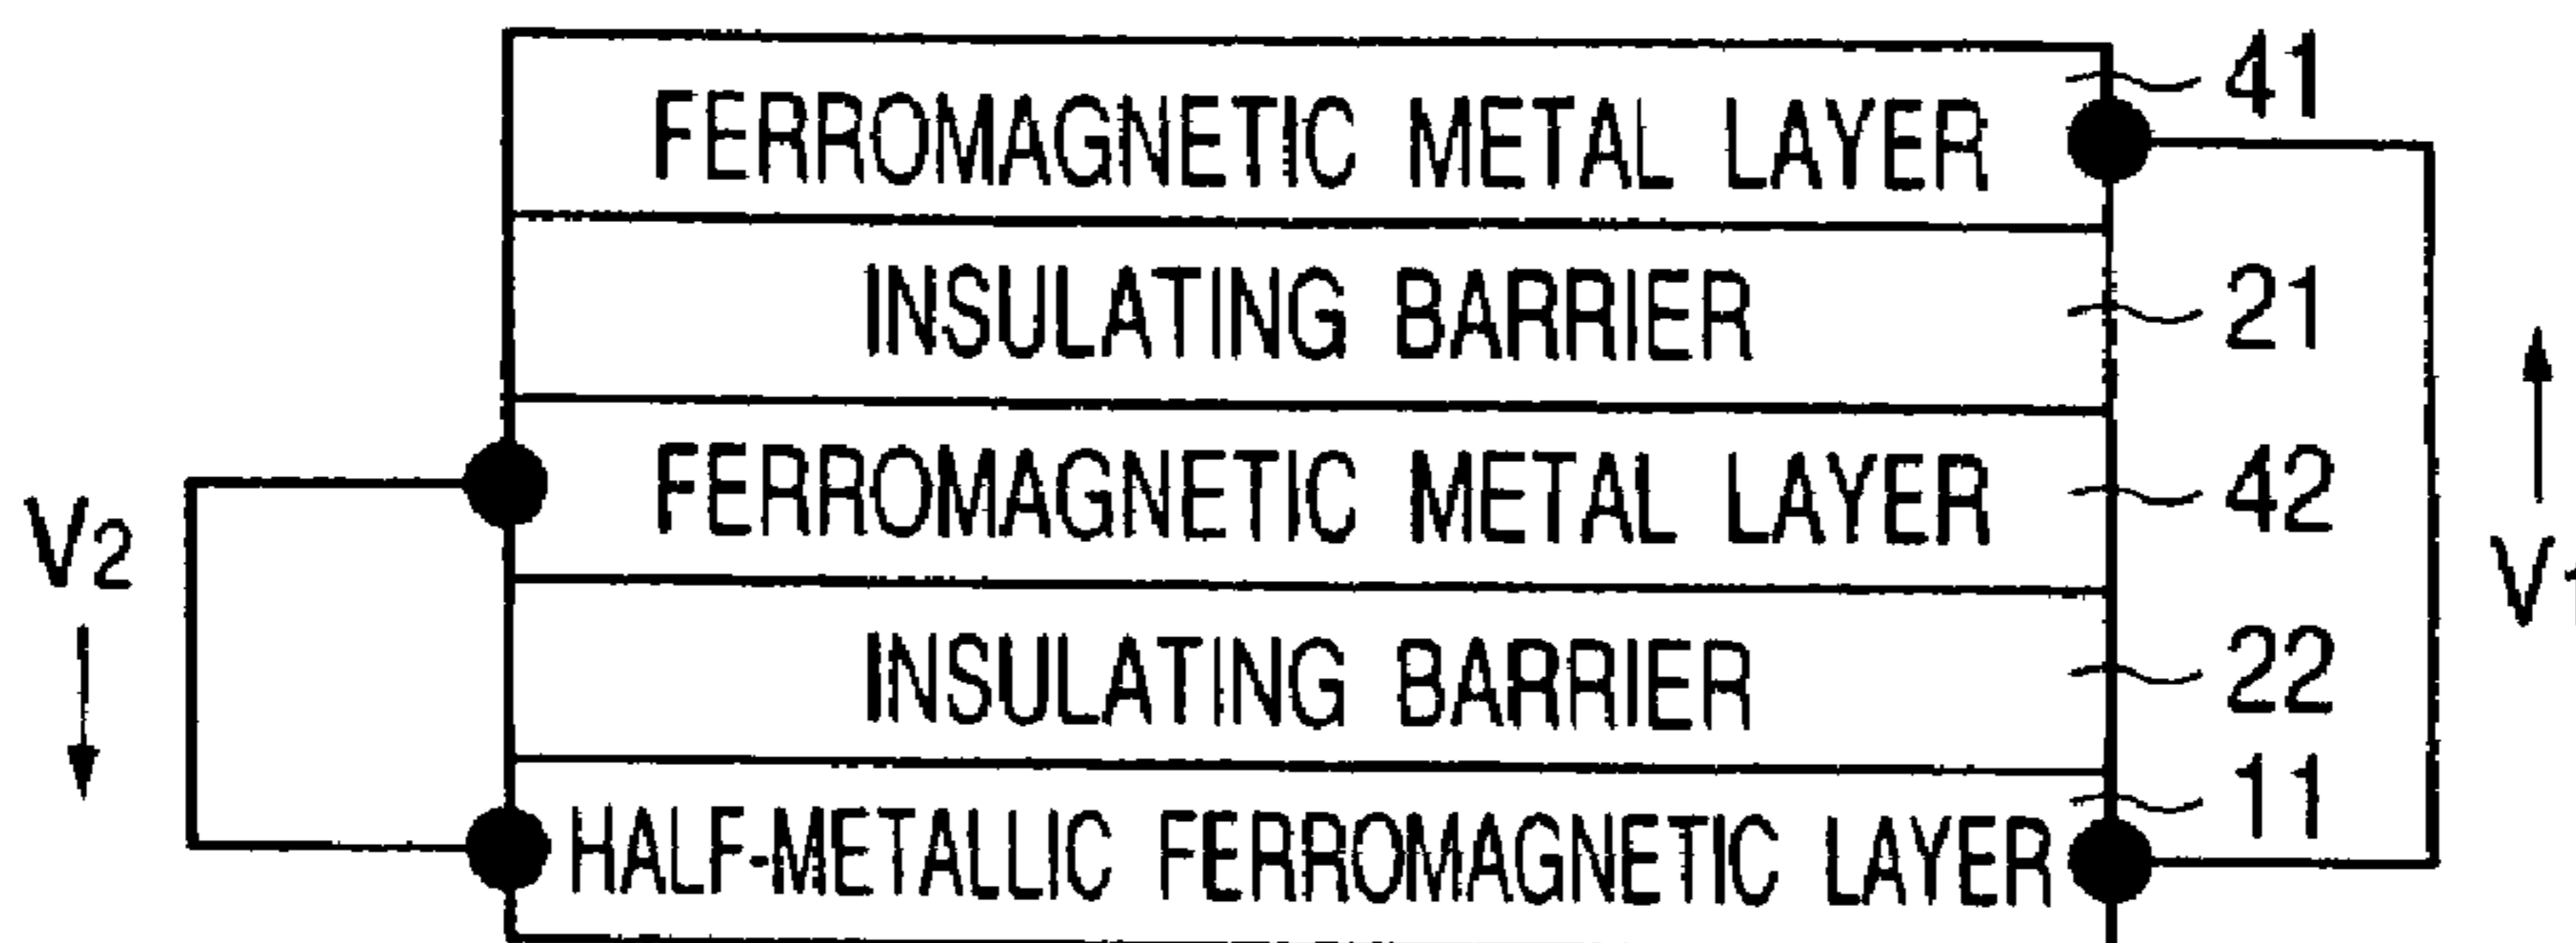 FERROMAGNETIC METAL LAYER 41
INSULATING BARRIER 21
FERROMAGNETIC METAL LAYER 42
V2
V1
INSULATING BARRIER 22
HALF-METALLIC FERROMAGNETIC LAYER 11